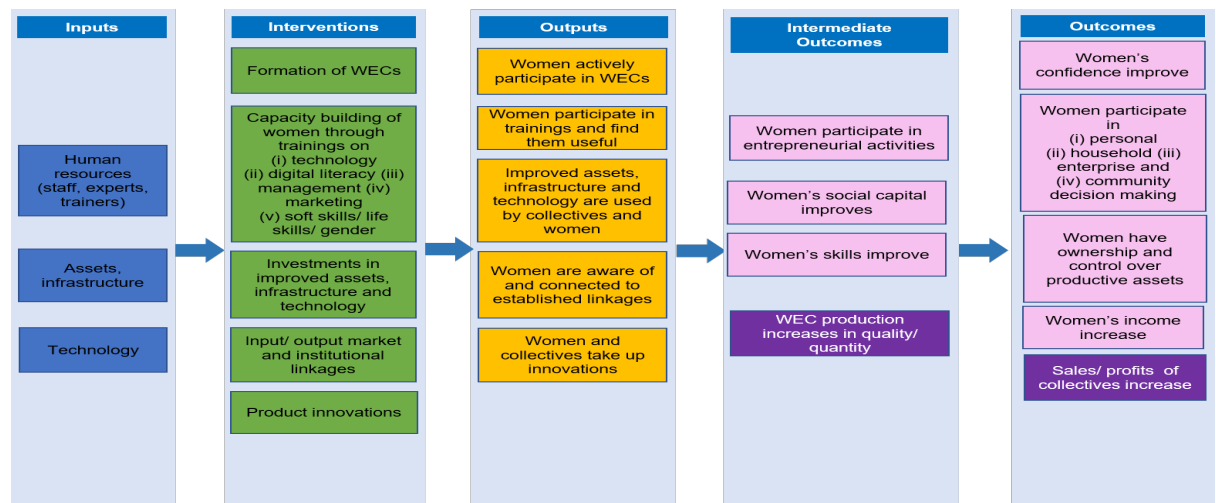 Inputs
Human
resources
(staff, experts,
trainers)
Assets,
infrastructure
Technology
Interventions
Formation of WECs
Capacity building of
women through
trainings on
(i) technology
(ii) digital literacy (iii)
management (iv)
marketing
(v) soft skills/ life
skills/ gender
Investments in
improved assets,
infrastructure and
technology
Input/ output market
and institutional
linkages
Product innovations
Outputs
Women actively
participate in WECs
Women participate in
trainings and find
them useful
Improved assets,
infrastructure and
technology are used
by collectives and
women
Women are aware of
and connected to
established linkages
Women and
collectives take up
innovations
Intermediate
Outcomes
Women participate in
entrepreneurial activities
Women's social capital
improves
Women's skills improve
WEC production
increases in quality/
quantity
Outcomes
Women's
confidence improve
Women participate
in
(i) personal
(ii) household (iii)
enterprise and
(iv) community
decision making
Women have
ownership and
control over
productive assets
Women's income
increase
Sales/ profits of
collectives increase